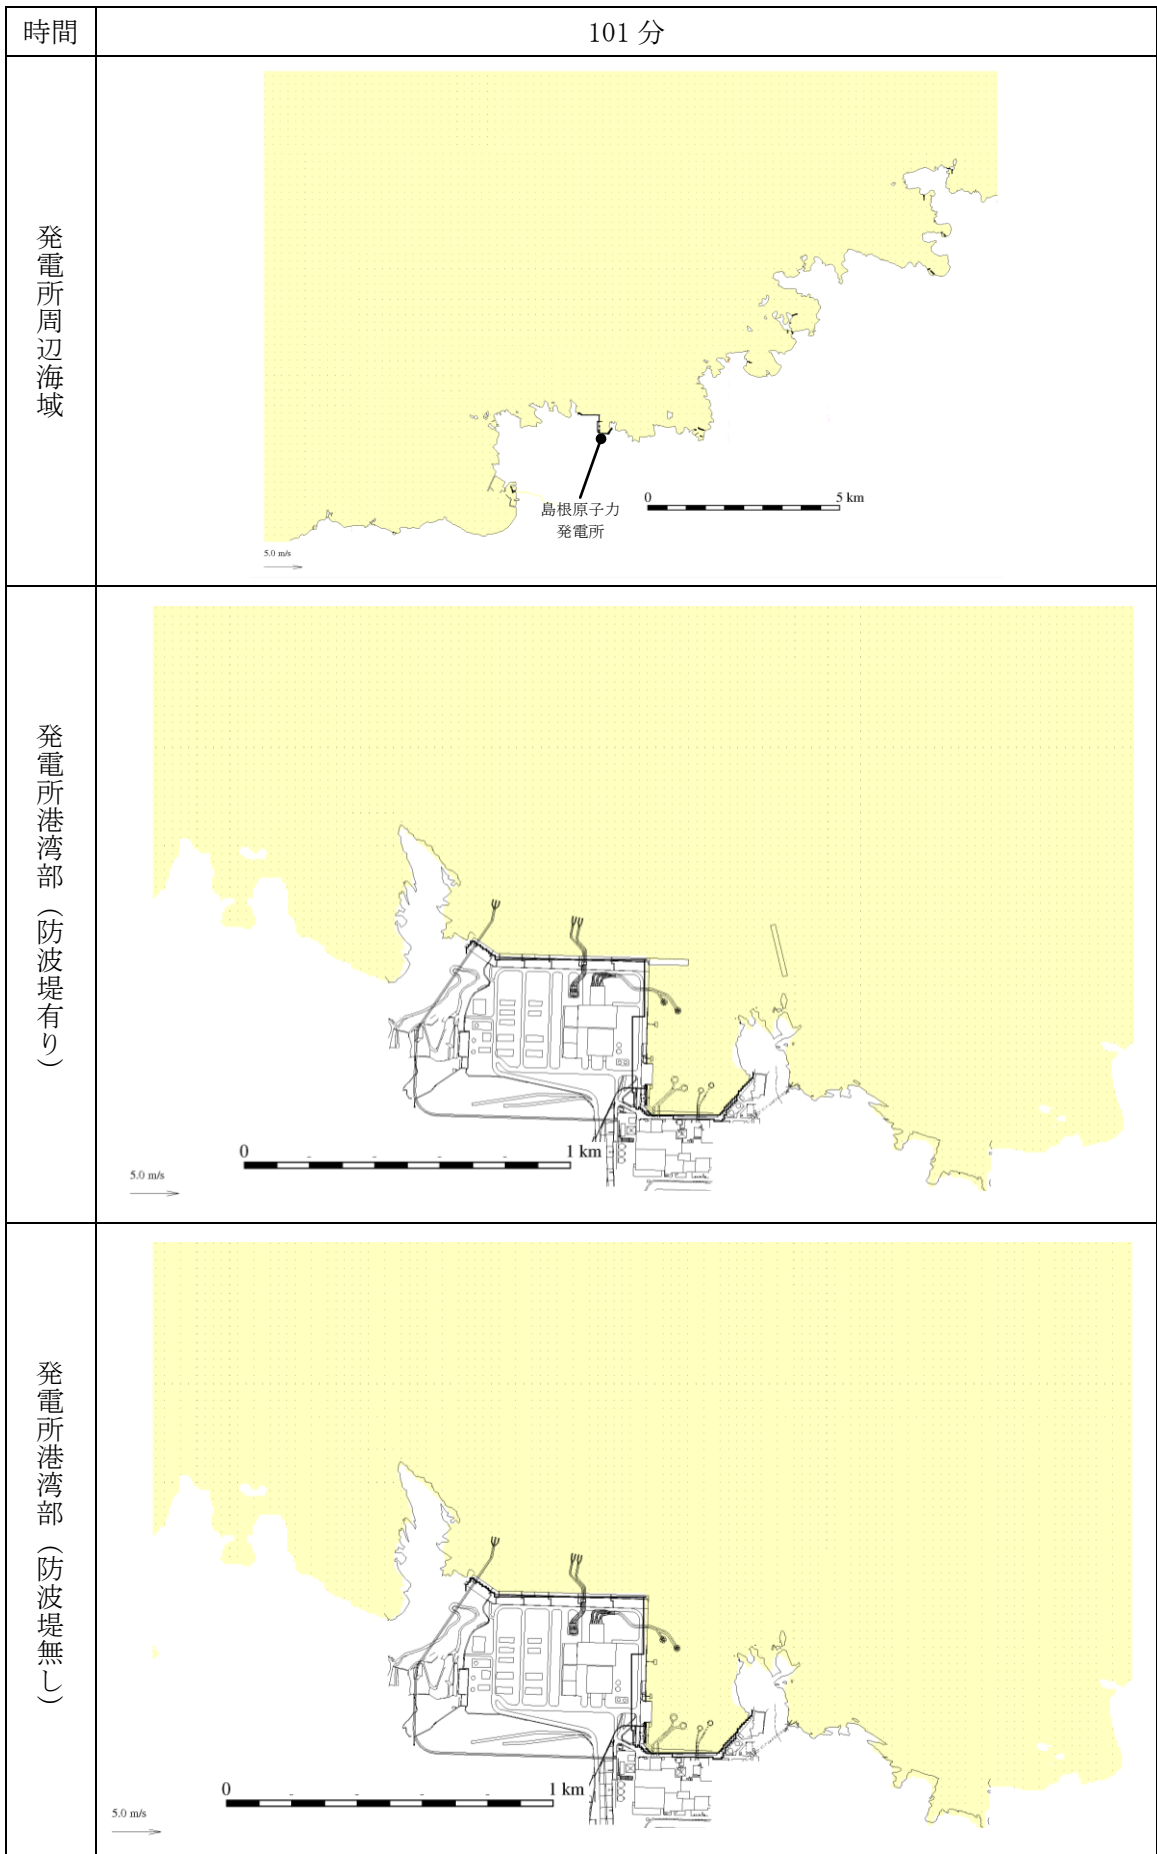 時間
101 分
発電所周辺海域
0
5 km
島根原子力
発電所
5.0 m/s
発電所港湾部（防波堤有り）
0
1 km
5.0 m/s
発電所港湾部（防波堤無し）
0
1 km
5.0 m/s